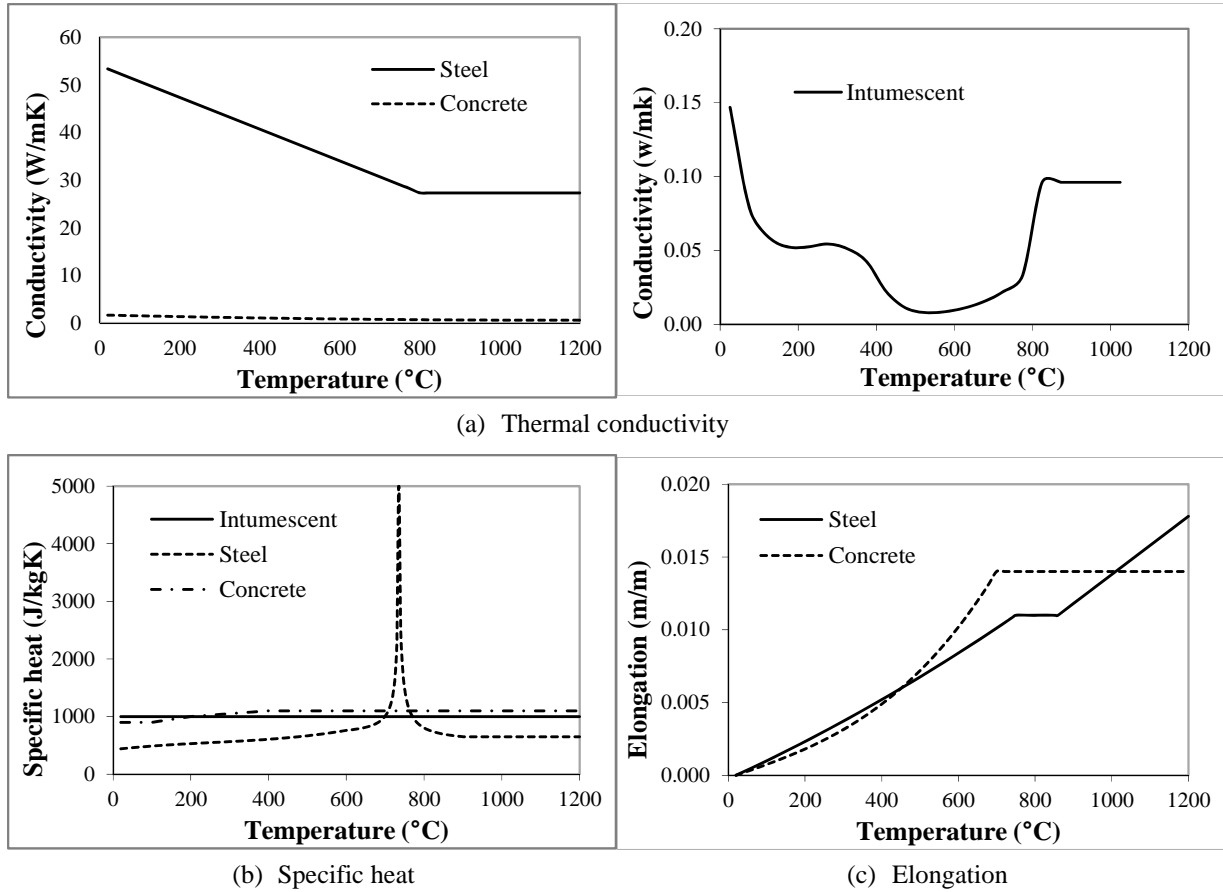 60
50
40
30
20
10
0
Conductivity (W/mK)
Steel
Concrete
0 200 400 600 800 1000 1200
Temperature (°C)
0.20
0.15
0.10
0.05
0.00
Conductivity (w/mk)
Intumescent
0 200 400 600 800 1000 1200
Temperature (°C)
(a) Thermal conductivity
5000
4000
3000
2000
1000
0
Specific heat (J/kgK)
Intumescent
Steel
Concrete
0 200 400 600 800 1000 1200
Temperature (°C)
(b) Specific heat
0.020
0.015
0.010
0.005
0.000
Elongation (m/m)
Steel
Concrete
0 200 400 600 800 1000 1200
Temperature (°C)
(c) Elongation